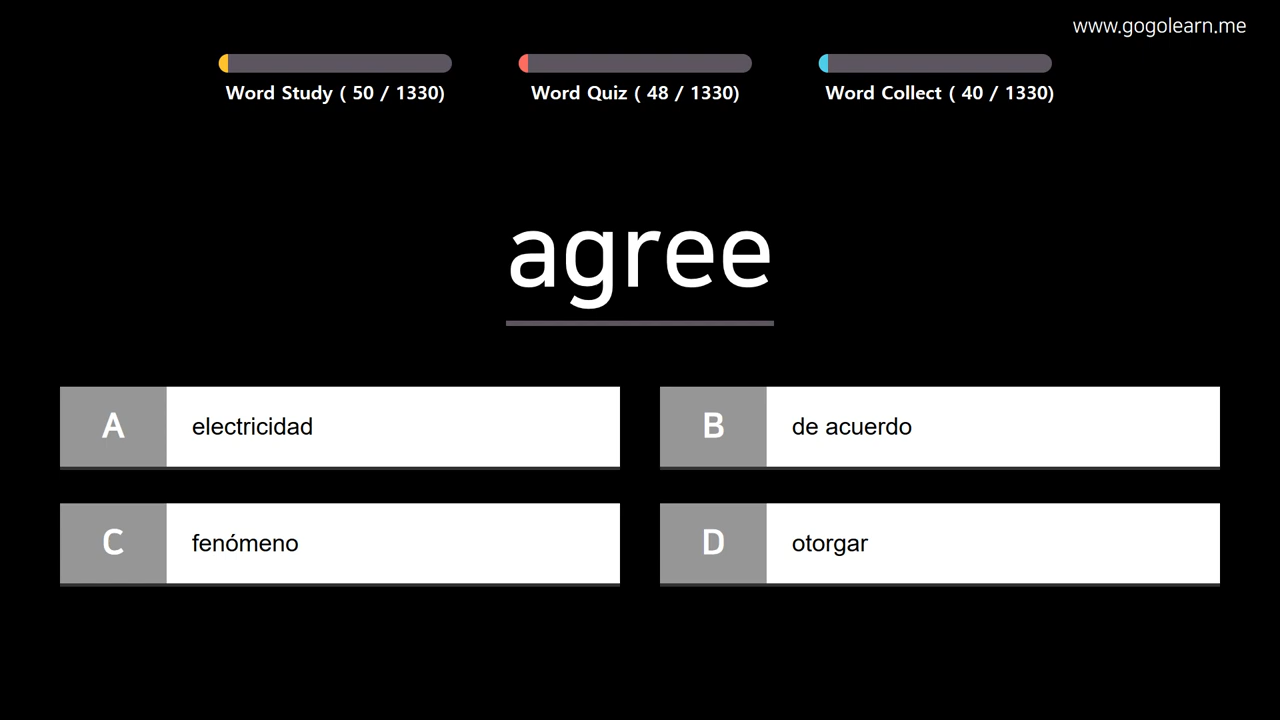 www.gogolearn.me
Word Study ( 50 / 1330)
Word Quiz ( 48 / 1330)
Word Collect ( 40 / 1330)
agree
A electricidad
B de acuerdo
C fenómeno
D otorgar